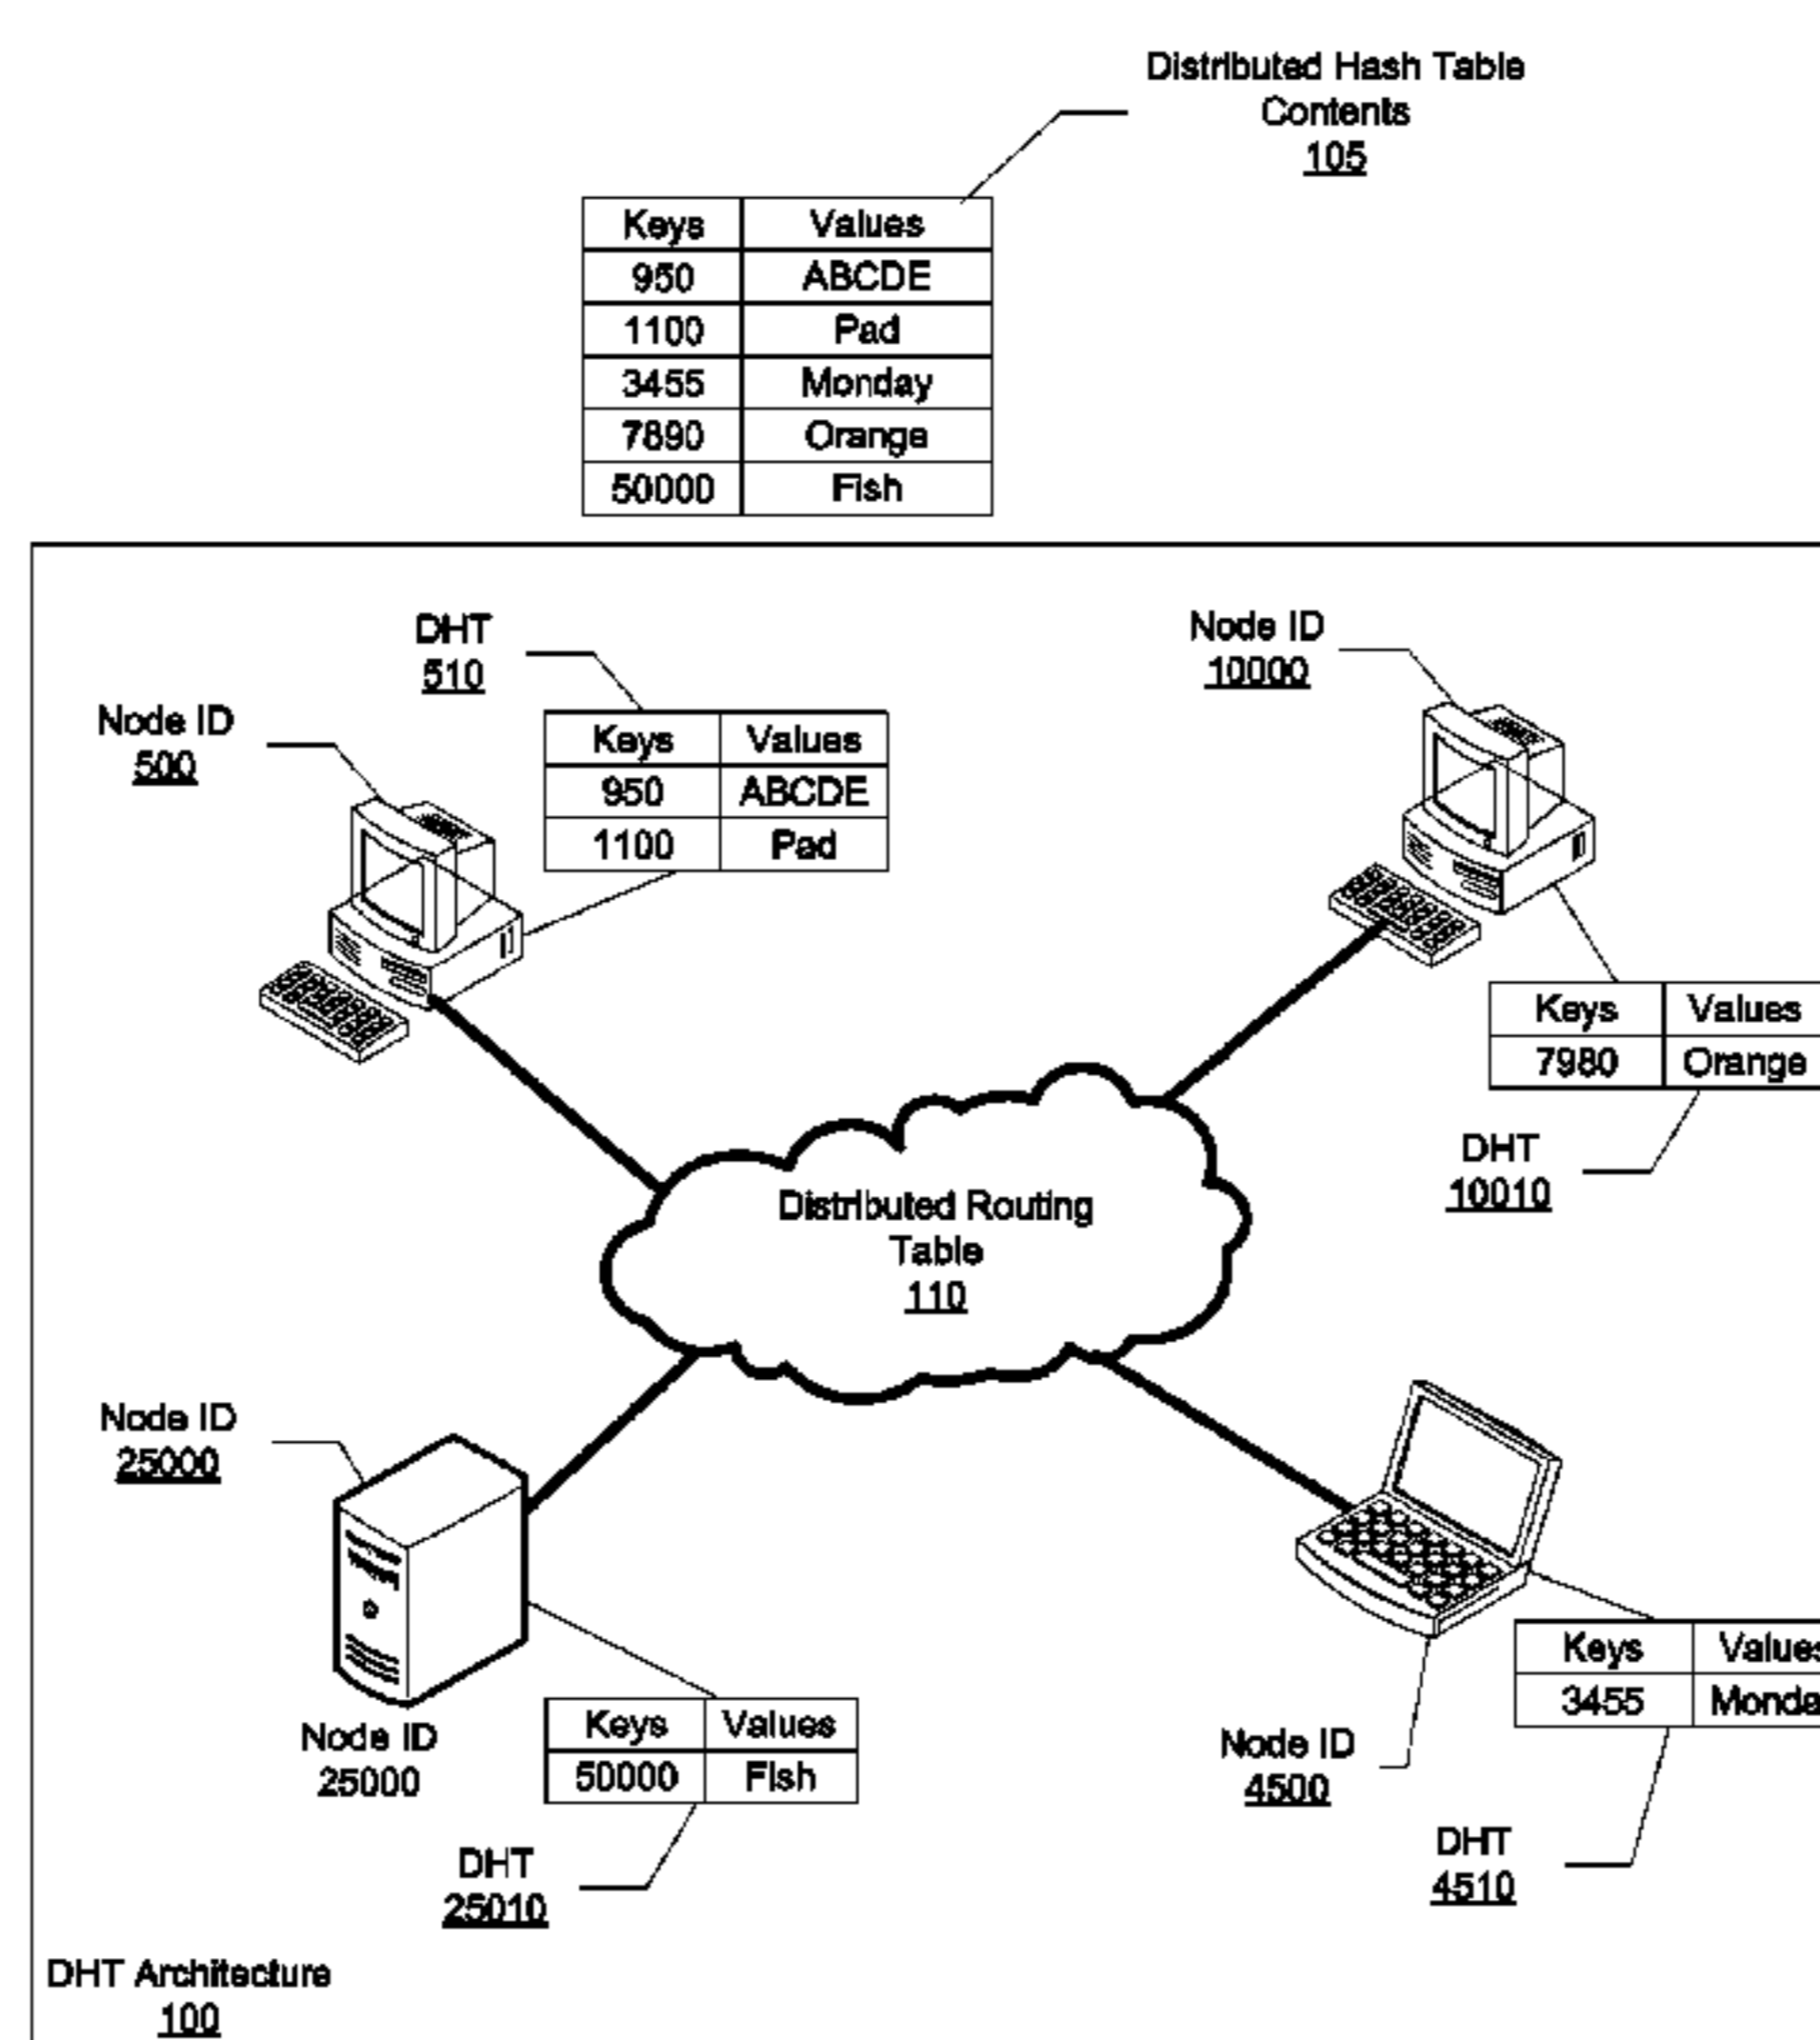 Distributed Hash Table
Contents
105
Keys Values
950 ABCDE
1100 Pad
3455 Monday
7890 Orange
50000 Fish
DHT
510
Node ID
10000
Node ID
500
Keys Values
950 ABCDE
1100 Pad
Keys Values
7980 Orange
DHT
10010
Distributed Routing
Table
110
Node ID
25000
Node ID
25000
Keys Values
50000 Fish
DHT
25010
Keys Values
3455 Monda
Node ID
4500
DHT
4510
DHT Architecture
100